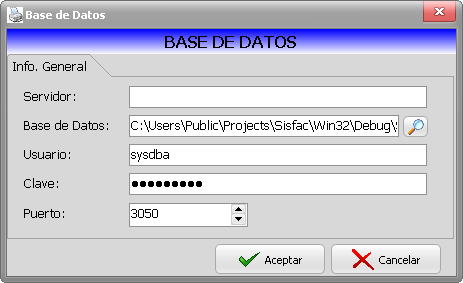 Base de Datos
BASE DE DATOS
Info. General
Servidor:
Base de Datos: C:\Users\Public\Projects\Sisfac\Win32\Debug\
Usuario: sysdba
Clave: ●●●●●●●●●
Puerto: 3050
Aceptar Cancelar